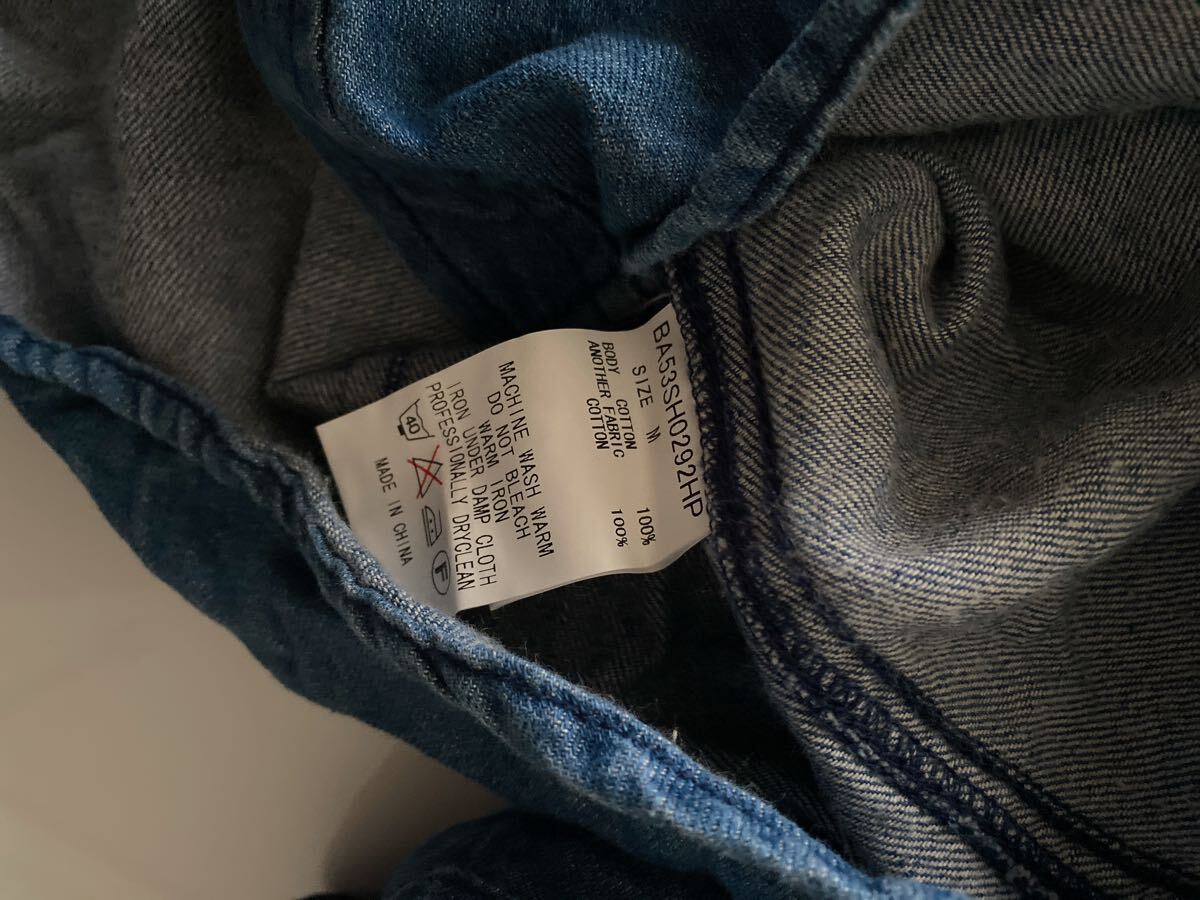 BA53SH0292HP
SIZE M
BODY COTTON 100%
ANOTHER FABRIC
COTTON 100%
MACHINE WASH WARM
DO NOT BLEACH
WARM IRON
IRON UNDER DAMP CLOTH
PROFESSIONALLY DRYCLEAN
40 F
MADE IN CHINA